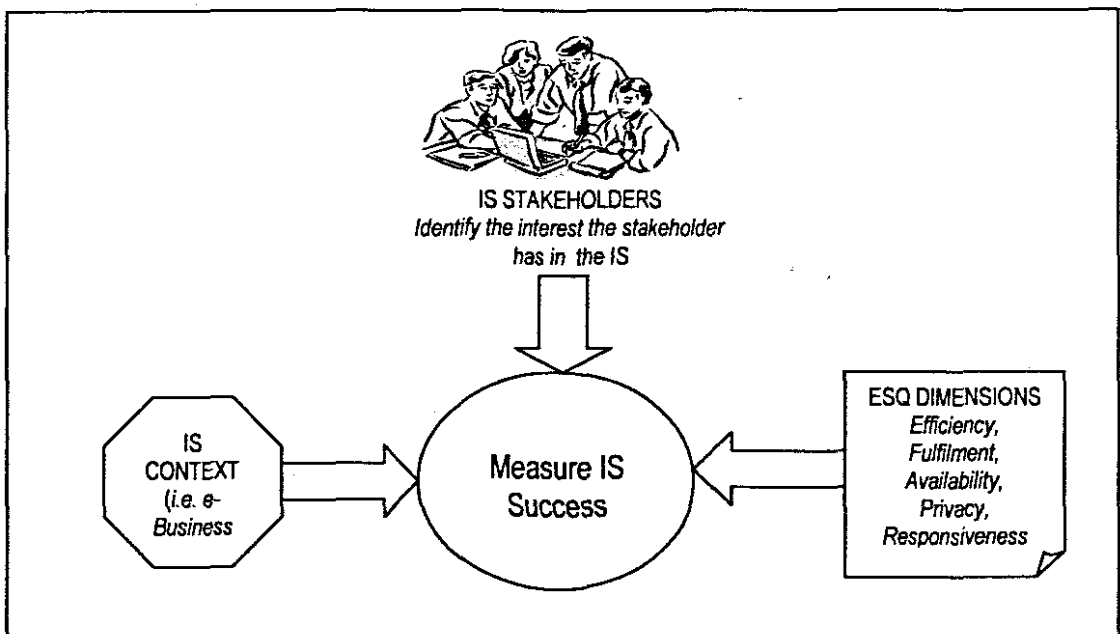 IS STAKEHOLDERS
Identify the interest the stakeholder
has in the IS
IS
CONTEXT
(i.e. e-
Business
Measure IS
Success
ESQ DIMENSIONS
Efficiency,
Fulfilment,
Availability,
Privacy,
Responsiveness